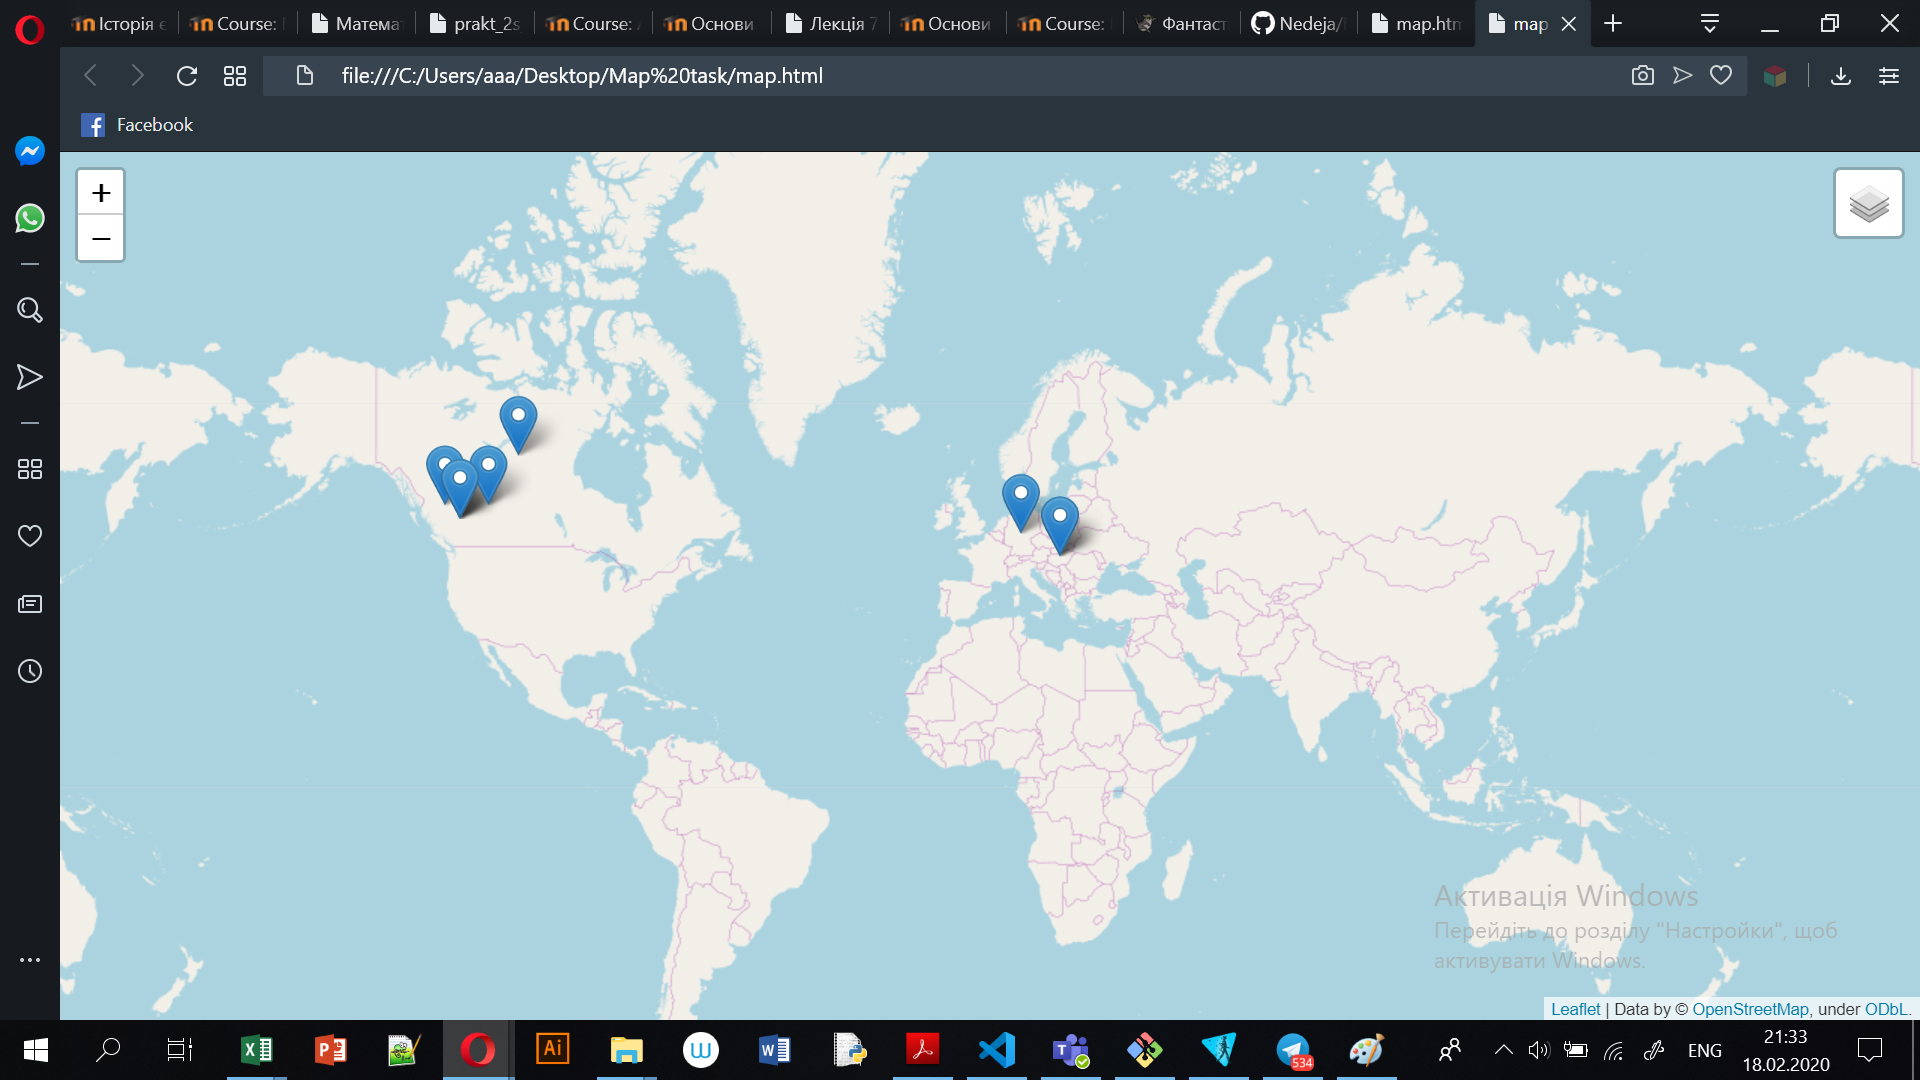 Історія є
Course:
Матема
prakt_2s
Course:
Основи
Лекція 7
Основи
Course:
Фантаст
Nedeja/
map.htm
map
file:///C:/Users/aaa/Desktop/Map%20task/map.html
Facebook
+
−
Активація Windows
Перейдіть до розділу "Настройки", щоб
активувати Windows.
Leaflet | Data by © OpenStreetMap, under ODbL.
Ai
W
534
ENG
21:33
18.02.2020